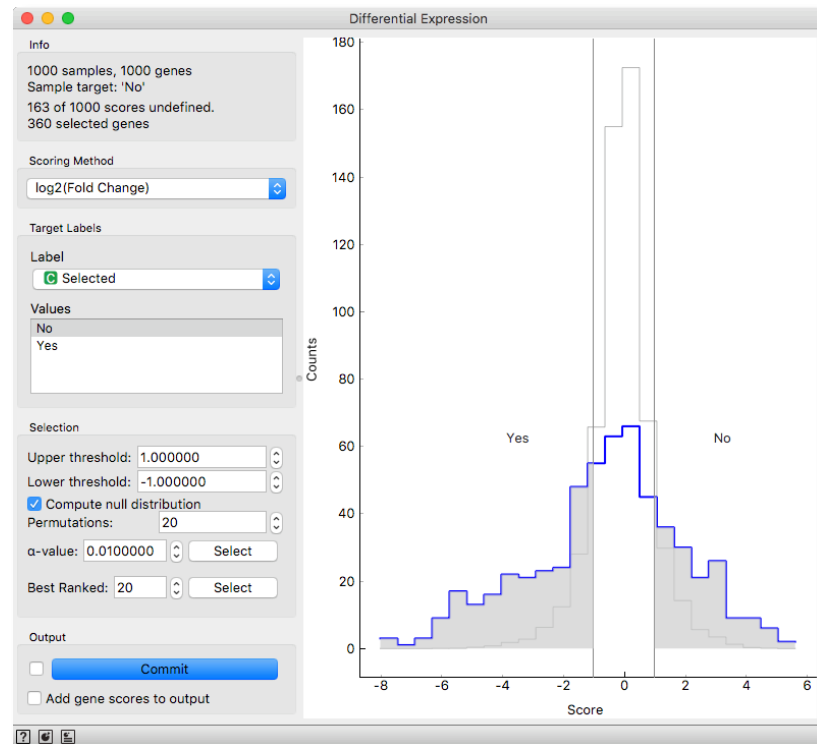 Differential Expression
Info
1000 samples, 1000 genes
Sample target: 'No'
163 of 1000 scores undefined.
360 selected genes
Scoring Method
log2(Fold Change)
Target Labels
Label
C Selected
Values
No
Yes
Selection
Upper threshold: 1.000000
Lower threshold: -1.000000
Compute null distribution
Permutations: 20
α-value: 0.0100000 Select
Best Ranked: 20 Select
Output
Commit
Add gene scores to output
?
180
160
140
120
100
80
60
40
20
0
Counts
Yes No
-8 -6 -4 -2 0 2 4 6
Score